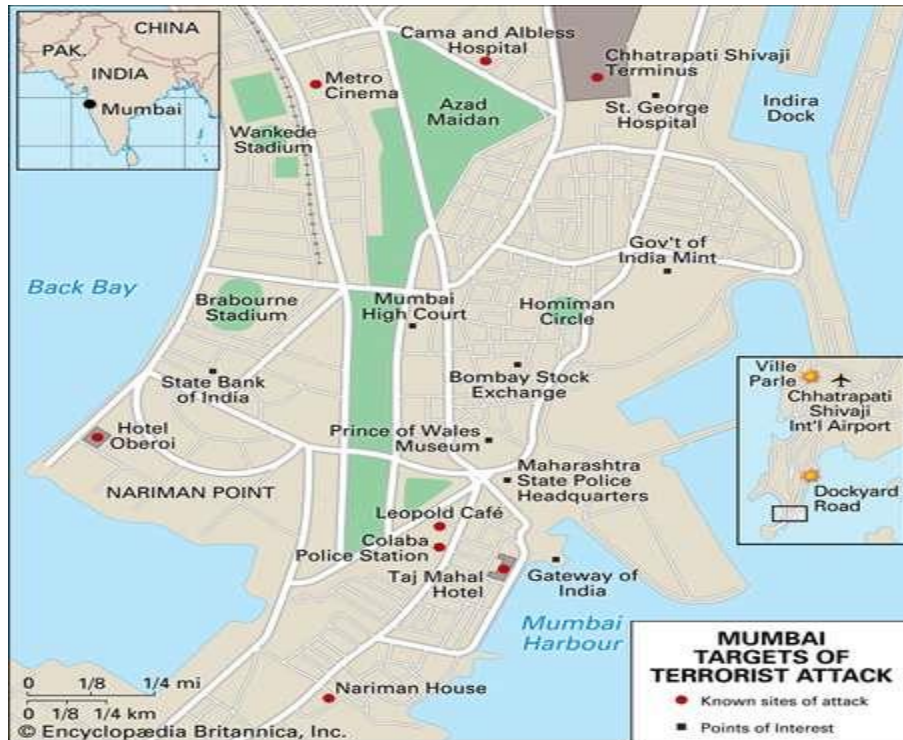 CHINA
PAK.
INDIA
Mumbai
Cama and Albless
Hospital
Chhatrapati Shivaji
Terminus
Metro
Cinema
Azad
Maidan
St. George
Hospital
Indira
Dock
Wankede
Stadium
Gov't of
India Mint
Back Bay
Brabourne
Stadium
Mumbai
High Court
Homiman
Circle
State Bank
of India
Bombay Stock
Exchange
Ville
Parle
Chhatrapati
Shivaji
Int'l Airport
Hotel
Oberoi
Prince of Wales
Museum
Maharashtra
State Police
Headquarters
Dockyard
Road
NARIMAN POINT
Leopold Café
Colaba
Police Station
Taj Mahal
Hotel
Gateway of
India
Mumbai
Harbour
Nariman House
0 1/8 1/4 mi
0 1/8 1/4 km
© Encyclopædia Britannica, Inc.
MUMBAI
TARGETS OF
TERRORIST ATTACK
Known sites of attack
Points of Interest